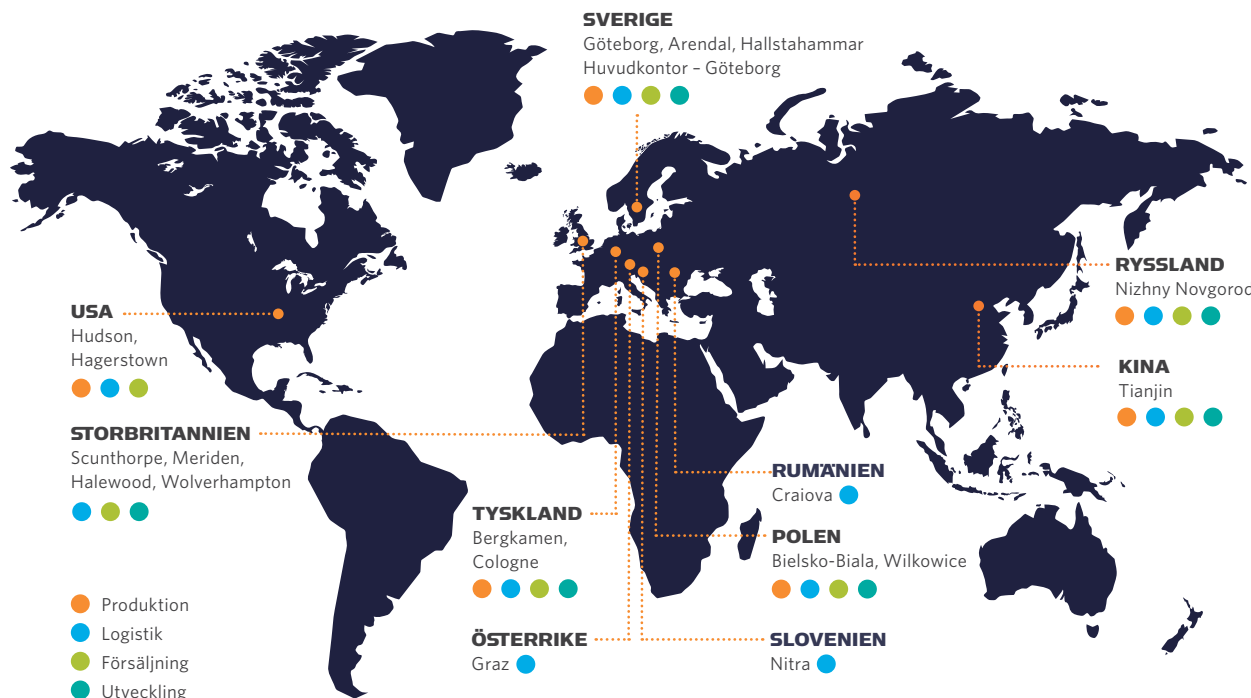 SVERIGE
Göteborg, Arendal, Hallstahammar
Huvudkontor – Göteborg
RYSSLAND
Nizhny Novgorod
USA
Hudson,
Hagerstown
KINA
Tianjin
STORBRITANNIEN
Scunthorpe, Meriden,
Halewood, Wolverhampton
RUMÄNIEN
Craiova
TYSKLAND
Bergkamen,
Cologne
POLEN
Bielsko-Biala, Wilkowice
ÖSTERRIKE
Graz
SLOVENIEN
Nitra
Produktion
Logistik
Försäljning
Utveckling